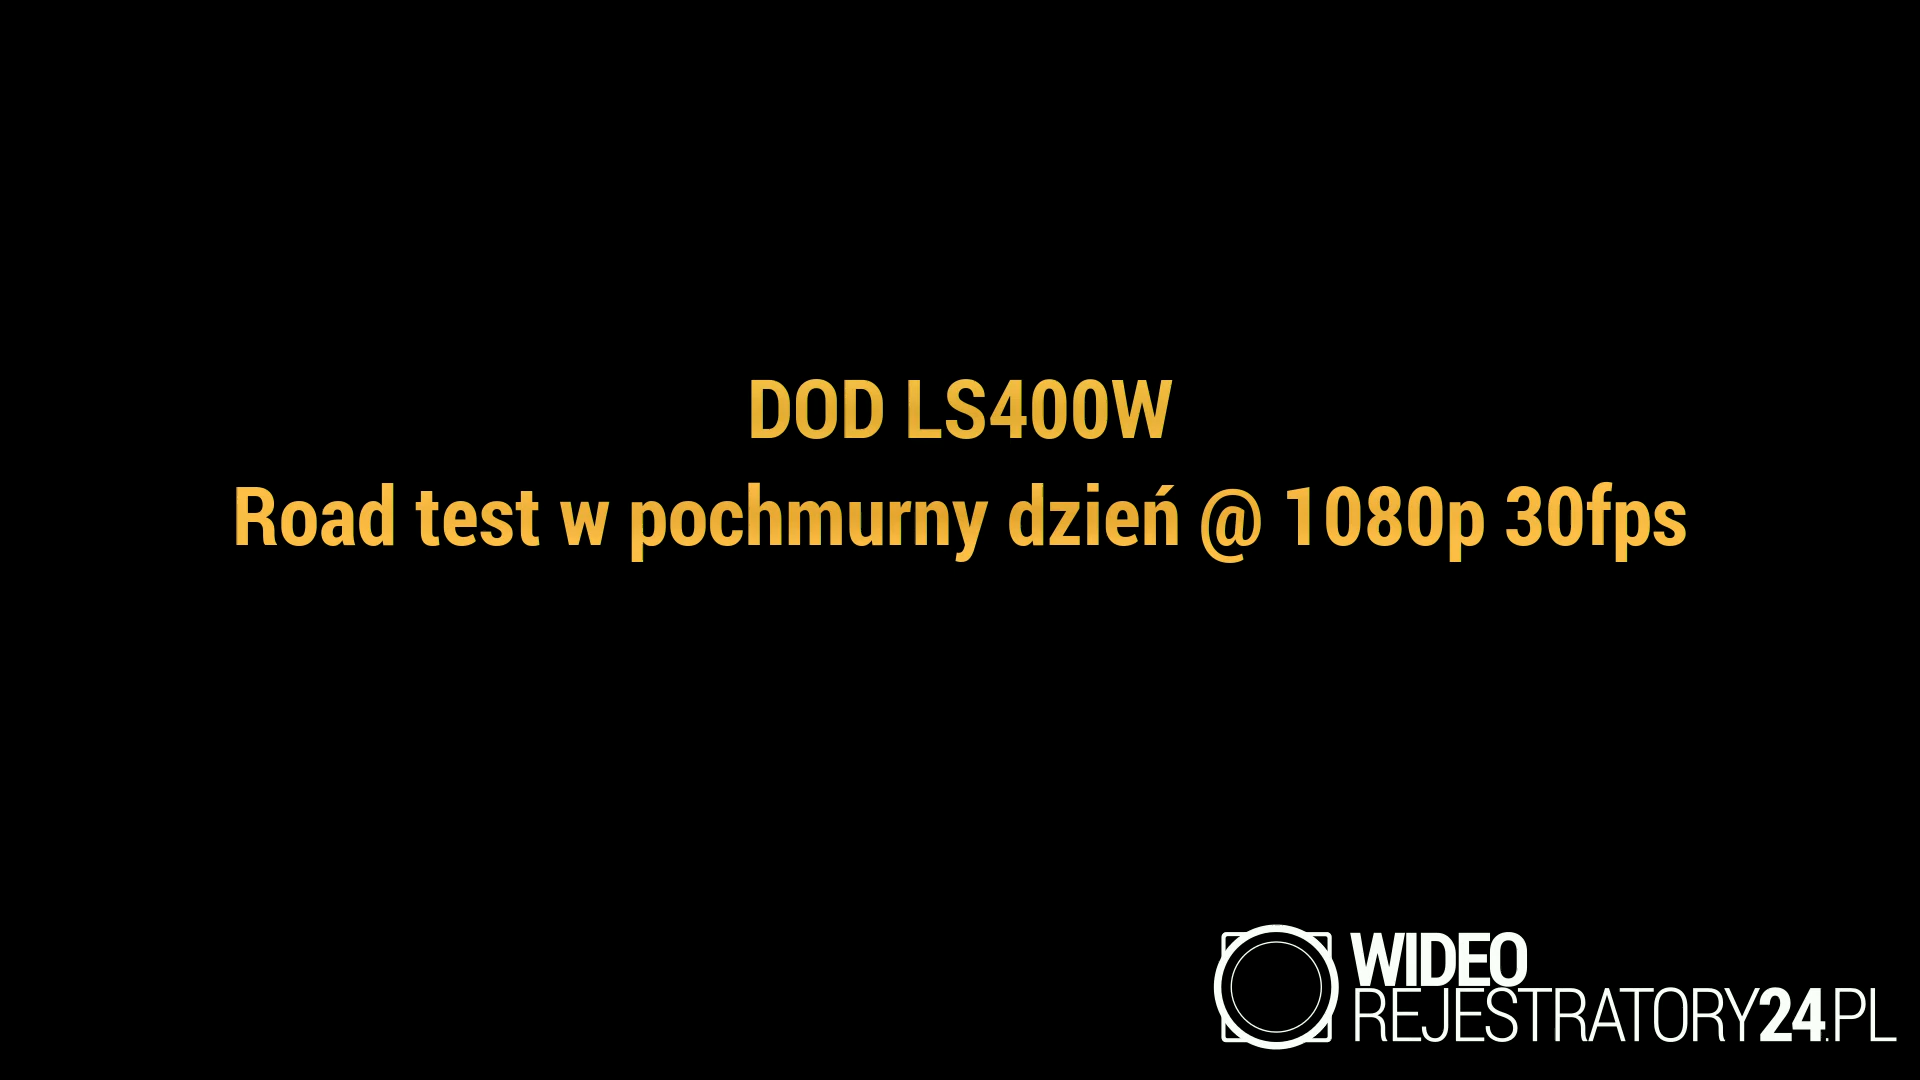 DOD LS400W
Road test w pochmurny dzień @ 1080p 30fps
WIDEO
REJESTRATORY24.PL